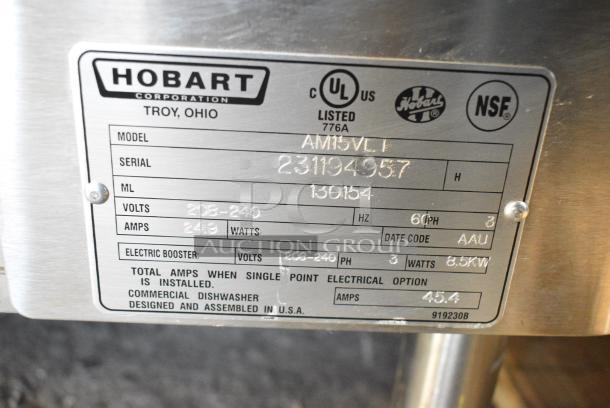 HOBART
CORPORATION
TROY, OHIO
C UL US
LISTED
776A
Hobart
NSF
MODEL AM15VLT
SERIAL 231194957 H
ML 130154
VOLTS 208-240 HZ 60 PH 3
AMPS 24.9 WATTS DATE CODE AAU
ELECTRIC BOOSTER VOLTS 208-240 PH 3 WATTS 8.5KW
TOTAL AMPS WHEN SINGLE POINT ELECTRICAL OPTION
IS INSTALLED.
COMMERCIAL DISHWASHER AMPS 45.4
DESIGNED AND ASSEMBLED IN U.S.A.
919230B
PCI
AUCTION GROUP